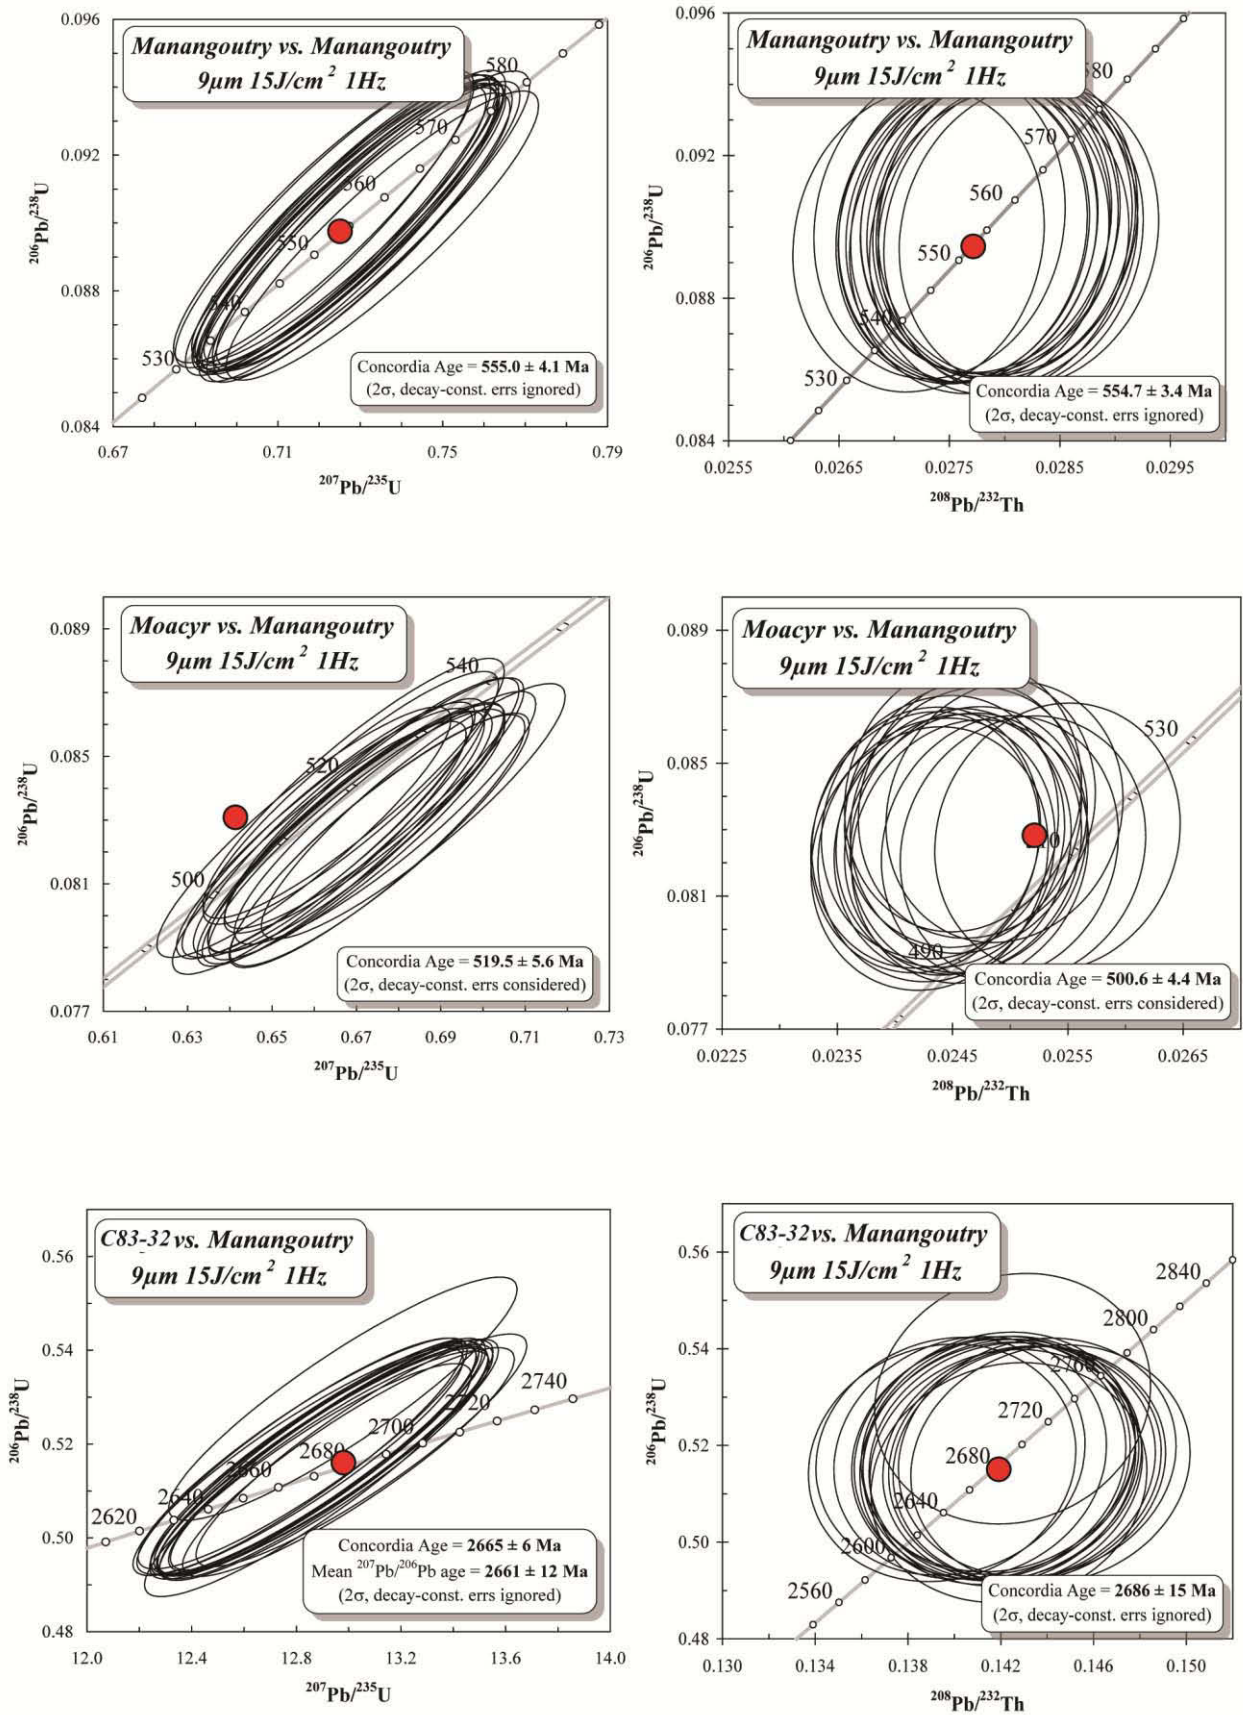 Manangoutry vs. Manangoutry
9µm 15J/cm² 1Hz
0.096
0.092
0.088
0.084
²⁰⁶Pb/²³⁸U
580
570
560
550
540
530
Concordia Age = 555.0 ± 4.1 Ma
(2σ, decay-const. errs ignored)
0.67
0.71
0.75
0.79
²⁰⁷Pb/²³⁵U
Manangoutry vs. Manangoutry
9µm 15J/cm² 1Hz
0.096
0.092
0.088
0.084
²⁰⁶Pb/²³⁸U
580
570
560
550
540
530
Concordia Age = 554.7 ± 3.4 Ma
(2σ, decay-const. errs ignored)
0.0255
0.0265
0.0275
0.0285
0.0295
²⁰⁸Pb/²³²Th
Moacyr vs. Manangoutry
9µm 15J/cm² 1Hz
0.089
0.085
0.081
0.077
²⁰⁶Pb/²³⁸U
540
520
500
Concordia Age = 519.5 ± 5.6 Ma
(2σ, decay-const. errs considered)
0.61
0.63
0.65
0.67
0.69
0.71
0.73
²⁰⁷Pb/²³⁵U
Moacyr vs. Manangoutry
9µm 15J/cm² 1Hz
0.089
0.085
0.081
0.077
²⁰⁶Pb/²³⁸U
530
510
490
Concordia Age = 500.6 ± 4.4 Ma
(2σ, decay-const. errs considered)
0.0225
0.0235
0.0245
0.0255
0.0265
²⁰⁸Pb/²³²Th
C83-32 vs. Manangoutry
9µm 15J/cm² 1Hz
0.56
0.54
0.52
0.50
0.48
²⁰⁶Pb/²³⁸U
2740
2720
2700
2680
2660
2640
2620
Concordia Age = 2665 ± 6 Ma
Mean ²⁰⁷Pb/²⁰⁶Pb age = 2661 ± 12 Ma
(2σ, decay-const. errs ignored)
12.0
12.4
12.8
13.2
13.6
14.0
²⁰⁷Pb/²³⁵U
C83-32 vs. Manangoutry
9µm 15J/cm² 1Hz
0.56
0.54
0.52
0.50
0.48
²⁰⁶Pb/²³⁸U
2840
2800
2760
2720
2680
2640
2600
2560
Concordia Age = 2686 ± 15 Ma
(2σ, decay-const. errs ignored)
0.130
0.134
0.138
0.142
0.146
0.150
²⁰⁸Pb/²³²Th